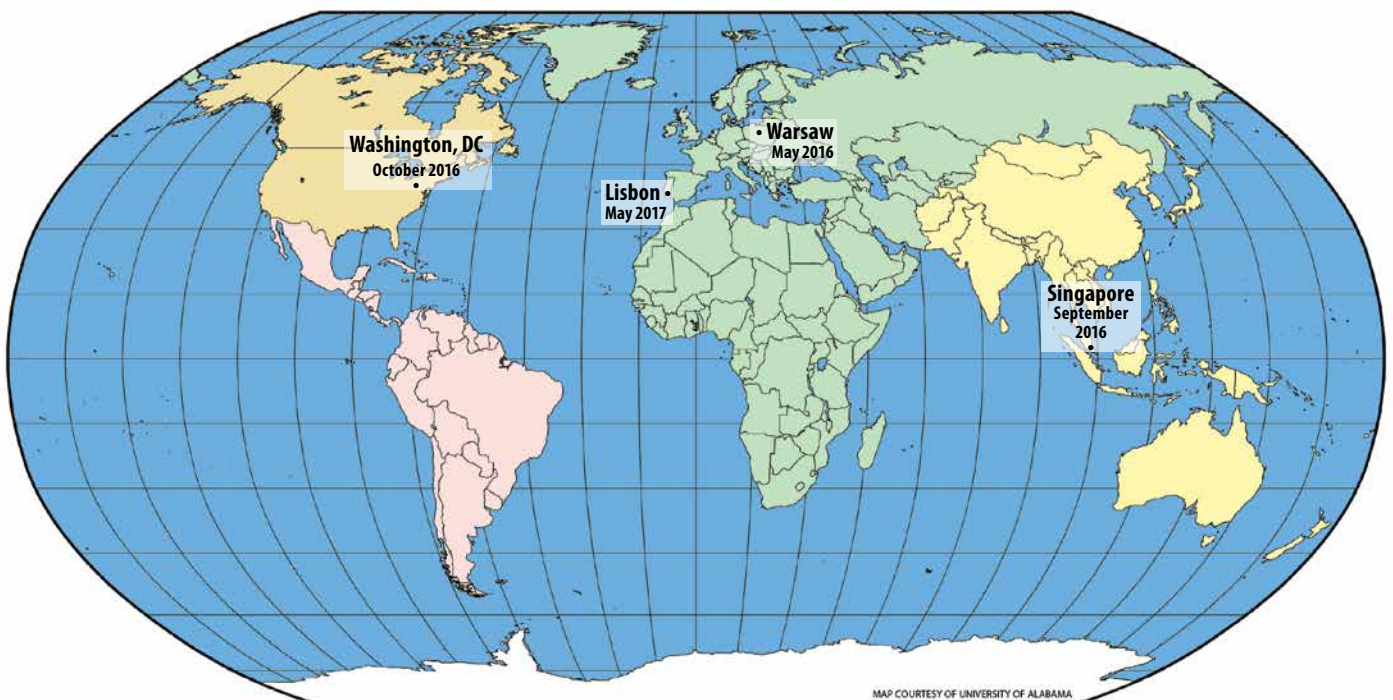 Washington, DC
October 2016
• Warsaw
May 2016
Lisbon •
May 2017
Singapore
September
2016
MAP COURTESY OF UNIVERSITY OF ALABAMA